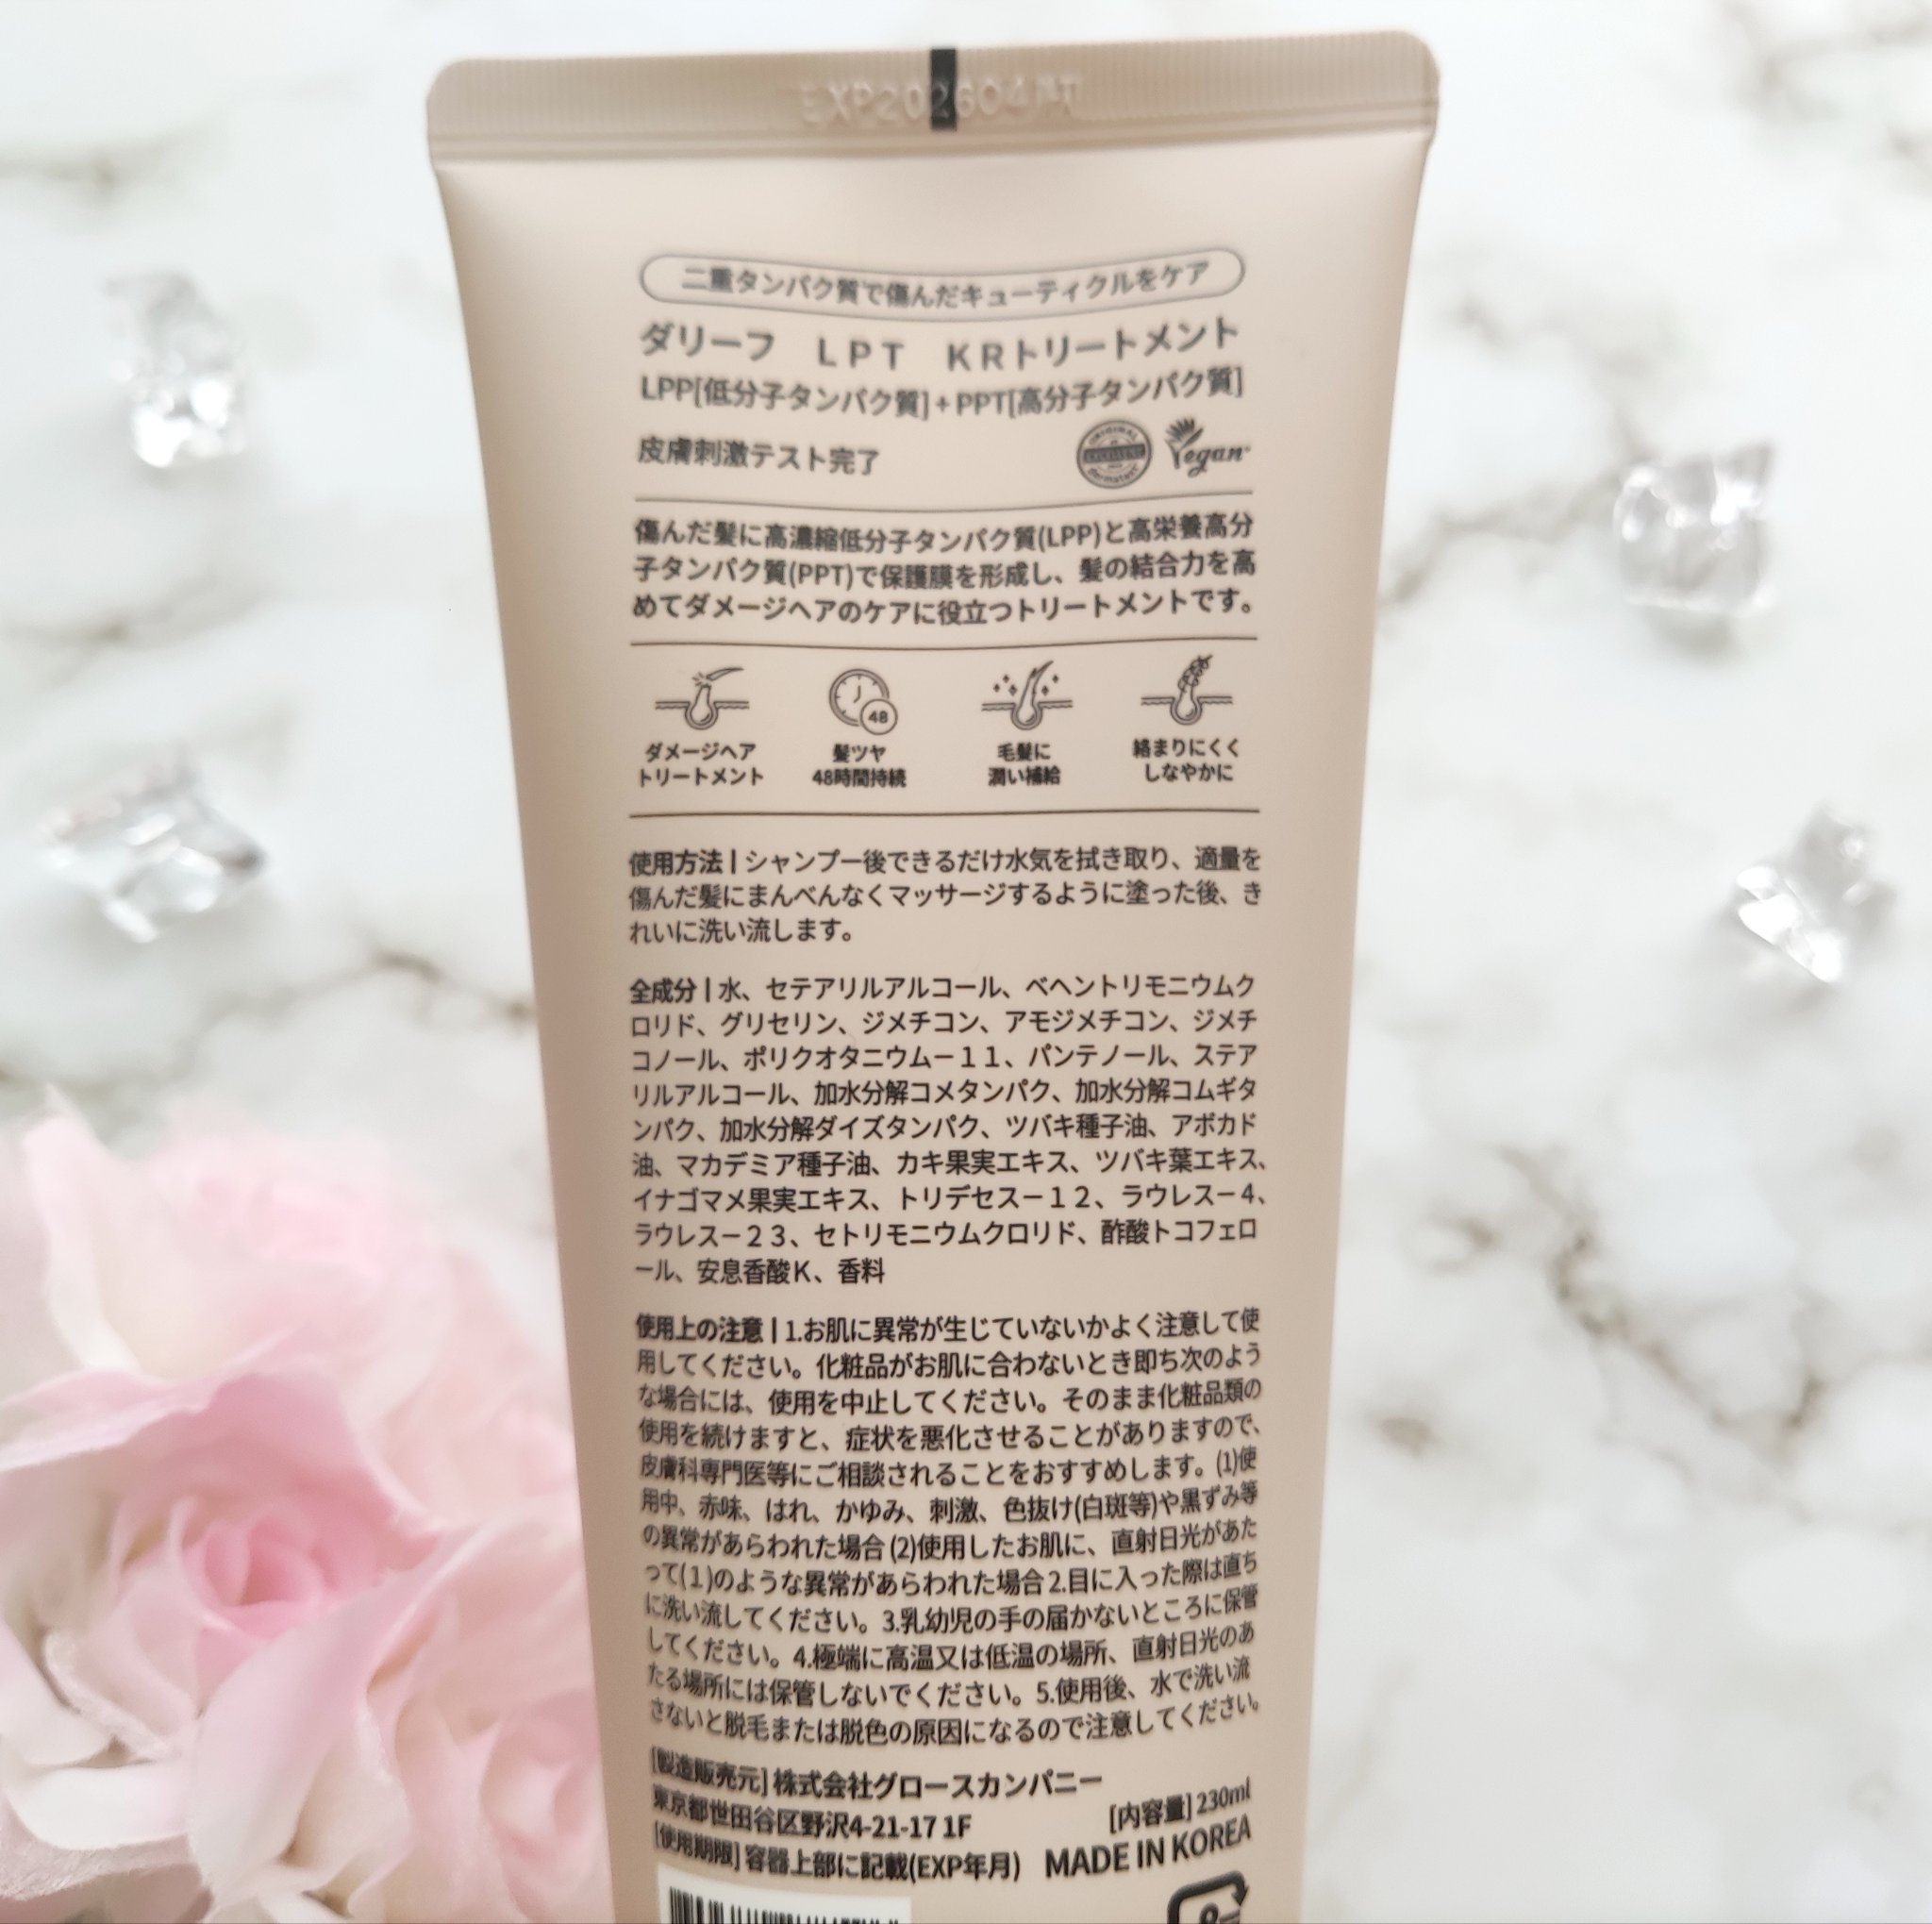 EXP202604
二重タンパク質で傷んだキューティクルをケア
ダリーフ LPT KRトリートメント
LPP[低分子タンパク質]+PPT[高分子タンパク質]
皮膚刺激テスト完了
ORIGINAL
EXCELLENT
dermatest
Vegan
傷んだ髪に高濃縮低分子タンパク質(LPP)と高栄養高分
子タンパク質(PPT)で保護膜を形成し、髪の結合力を高
めてダメージヘアのケアに役立つトリートメントです。
48
ダメージヘア
トリートメント
髪ツヤ
48時間持続
毛髪に
潤い補給
絡まりにくく
しなやかに
使用方法|シャンプー後できるだけ水気を拭き取り、適量を
傷んだ髪にまんべんなくマッサージするように塗った後、き
れいに洗い流します。
全成分|水、セテアリルアルコール、ベヘントリモニウムク
ロリド、グリセリン、ジメチコン、アモジメチコン、ジメチ
コノール、ポリクオタニウムー11、パンテノール、ステア
リルアルコール、加水分解コメタンパク、加水分解コムギタ
ンパク、加水分解ダイズタンパク、ツバキ種子油、アボカド
油、マカデミア種子油、カキ果実エキス、ツバキ葉エキス、
イナゴマメ果実エキス、トリデセスー12、ラウレスー4、
ラウレスー23、セトリモニウムクロリド、酢酸トコフェロ
ール、安息香酸K、香料
使用上の注意|1.お肌に異常が生じていないかよく注意して使
用してください。化粧品がお肌に合わないとき即ち次のよう
な場合には、使用を中止してください。そのまま化粧品類の
使用を続けますと、症状を悪化させることがありますので、
皮膚科専門医等にご相談されることをおすすめします。(1)使
用中、赤味、はれ、かゆみ、刺激、色抜け(白斑等)や黒ずみ等
の異常があらわれた場合(2)使用したお肌に、直射日光があた
って(1)のような異常があらわれた場合2.目に入った際は直ち
に洗い流してください。3.乳幼児の手の届かないところに保管
してください。4.極端に高温又は低温の場所、直射日光のあ
たる場所には保管しないでください。5.使用後、水で洗い流
さないと脱毛または脱色の原因になるので注意してください。
[製造販売元]株式会社グロースカンパニー
東京都世田谷区野沢4-21-17 1F [内容量]230ml
[使用期限]容器上部に記載(EXP年月) MADE IN KOREA